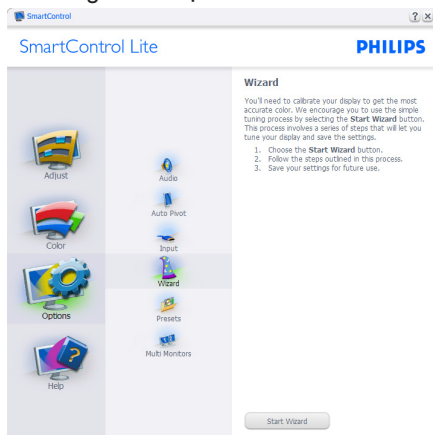 SmartControl
SmartControl Lite
PHILIPS
Adjust
Color
Options
Help
Audio
Auto Pivot
Input
Wizard
Presets
Multi Monitors
Wizard
You'll need to calibrate your display to get the most
accurate color. We encourage you to use the simple
tuning process by selecting the Start Wizard button.
This process involves a series of steps that will let you
tune your display and save the settings.
1. Choose the Start Wizard button.
2. Follow the steps outlined in this process.
3. Save your settings for future use.
Start Wizard